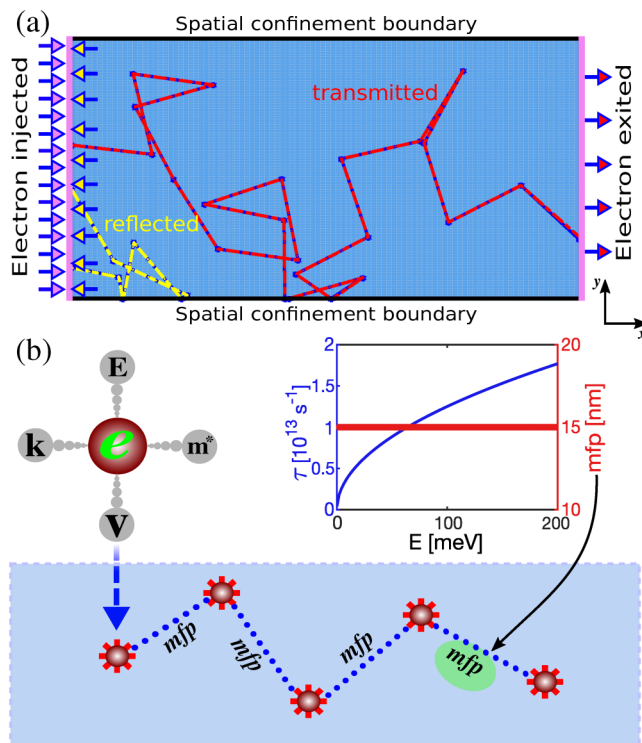 (a)
Spatial confinement boundary
Electron injected
transmitted
reflected
Electron exited
Spatial confinement boundary
y
x
(b)
E
k
e
m*
V
τ [10¹³ s⁻¹]
2
1.5
1
0.5
0
20
15
10
mfp [nm]
0
100
200
E [meV]
mfp
mfp
mfp
mfp